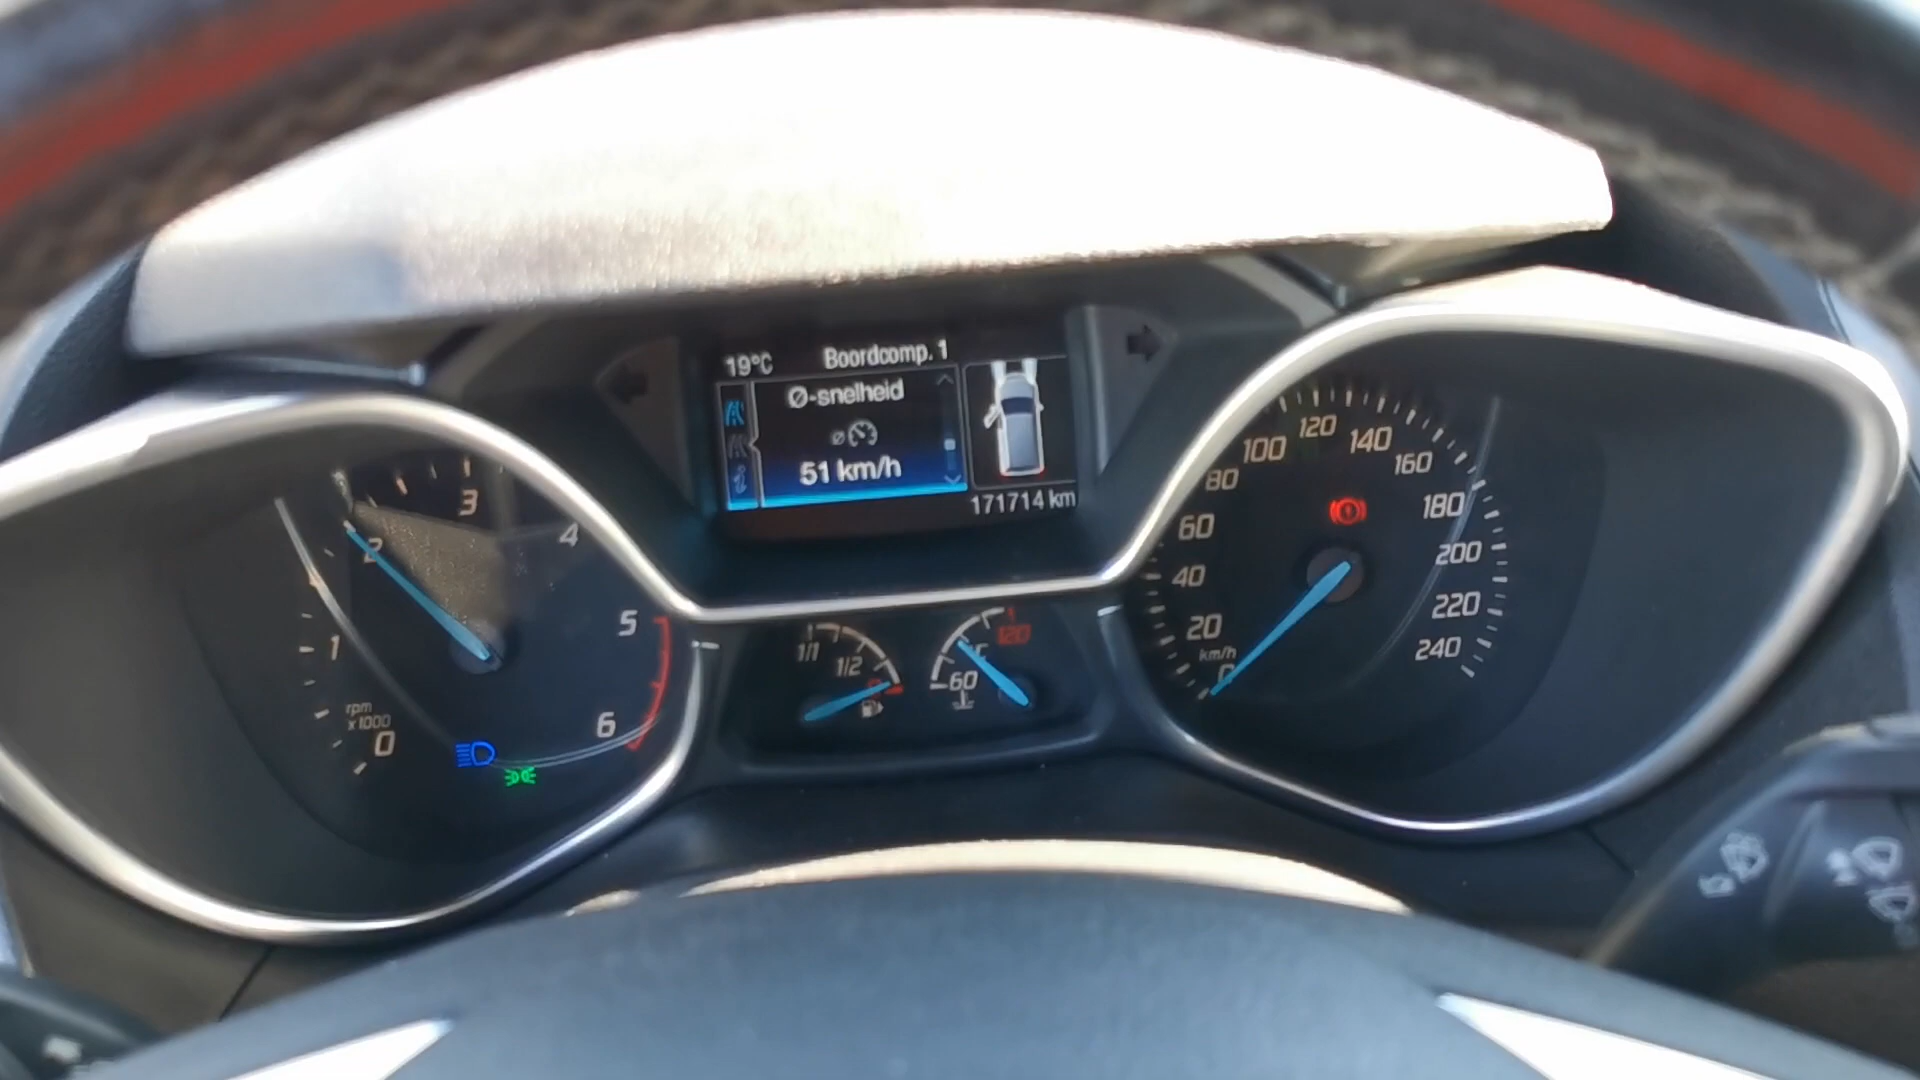 19°C Boordcomp. 1
Ø-snelheid
ø
51 km/h
171714 km
0
1
2
3
4
5
6
rpm
x1000
1/1
1/2
0
60
°C
120
0
20
40
60
80
100
120
140
160
180
200
220
240
km/h